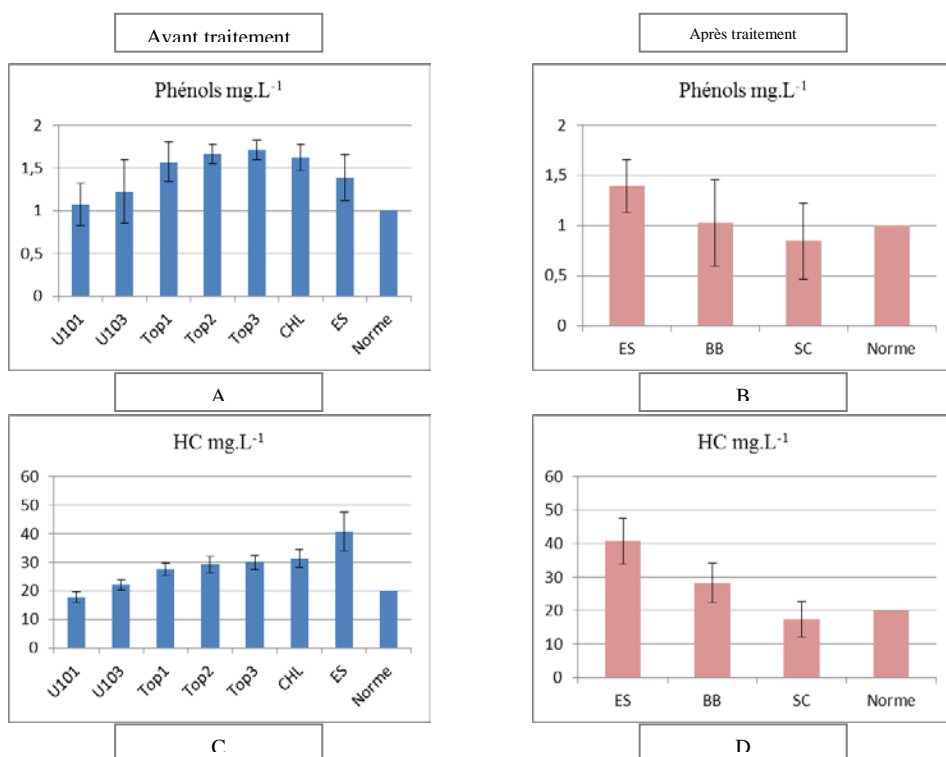 Avant traitement
Après traitement
Phénols mg.L⁻¹
2
1,5
1
0,5
0
U101
U103
Top1
Top2
Top3
CHL
ES
Norme
A
Phénols mg.L⁻¹
2
1,5
1
0,5
0
ES
BB
SC
Norme
B
HC mg.L⁻¹
60
50
40
30
20
10
0
U101
U103
Top1
Top2
Top3
CHL
ES
Norme
C
HC mg.L⁻¹
60
50
40
30
20
10
0
ES
BB
SC
Norme
D